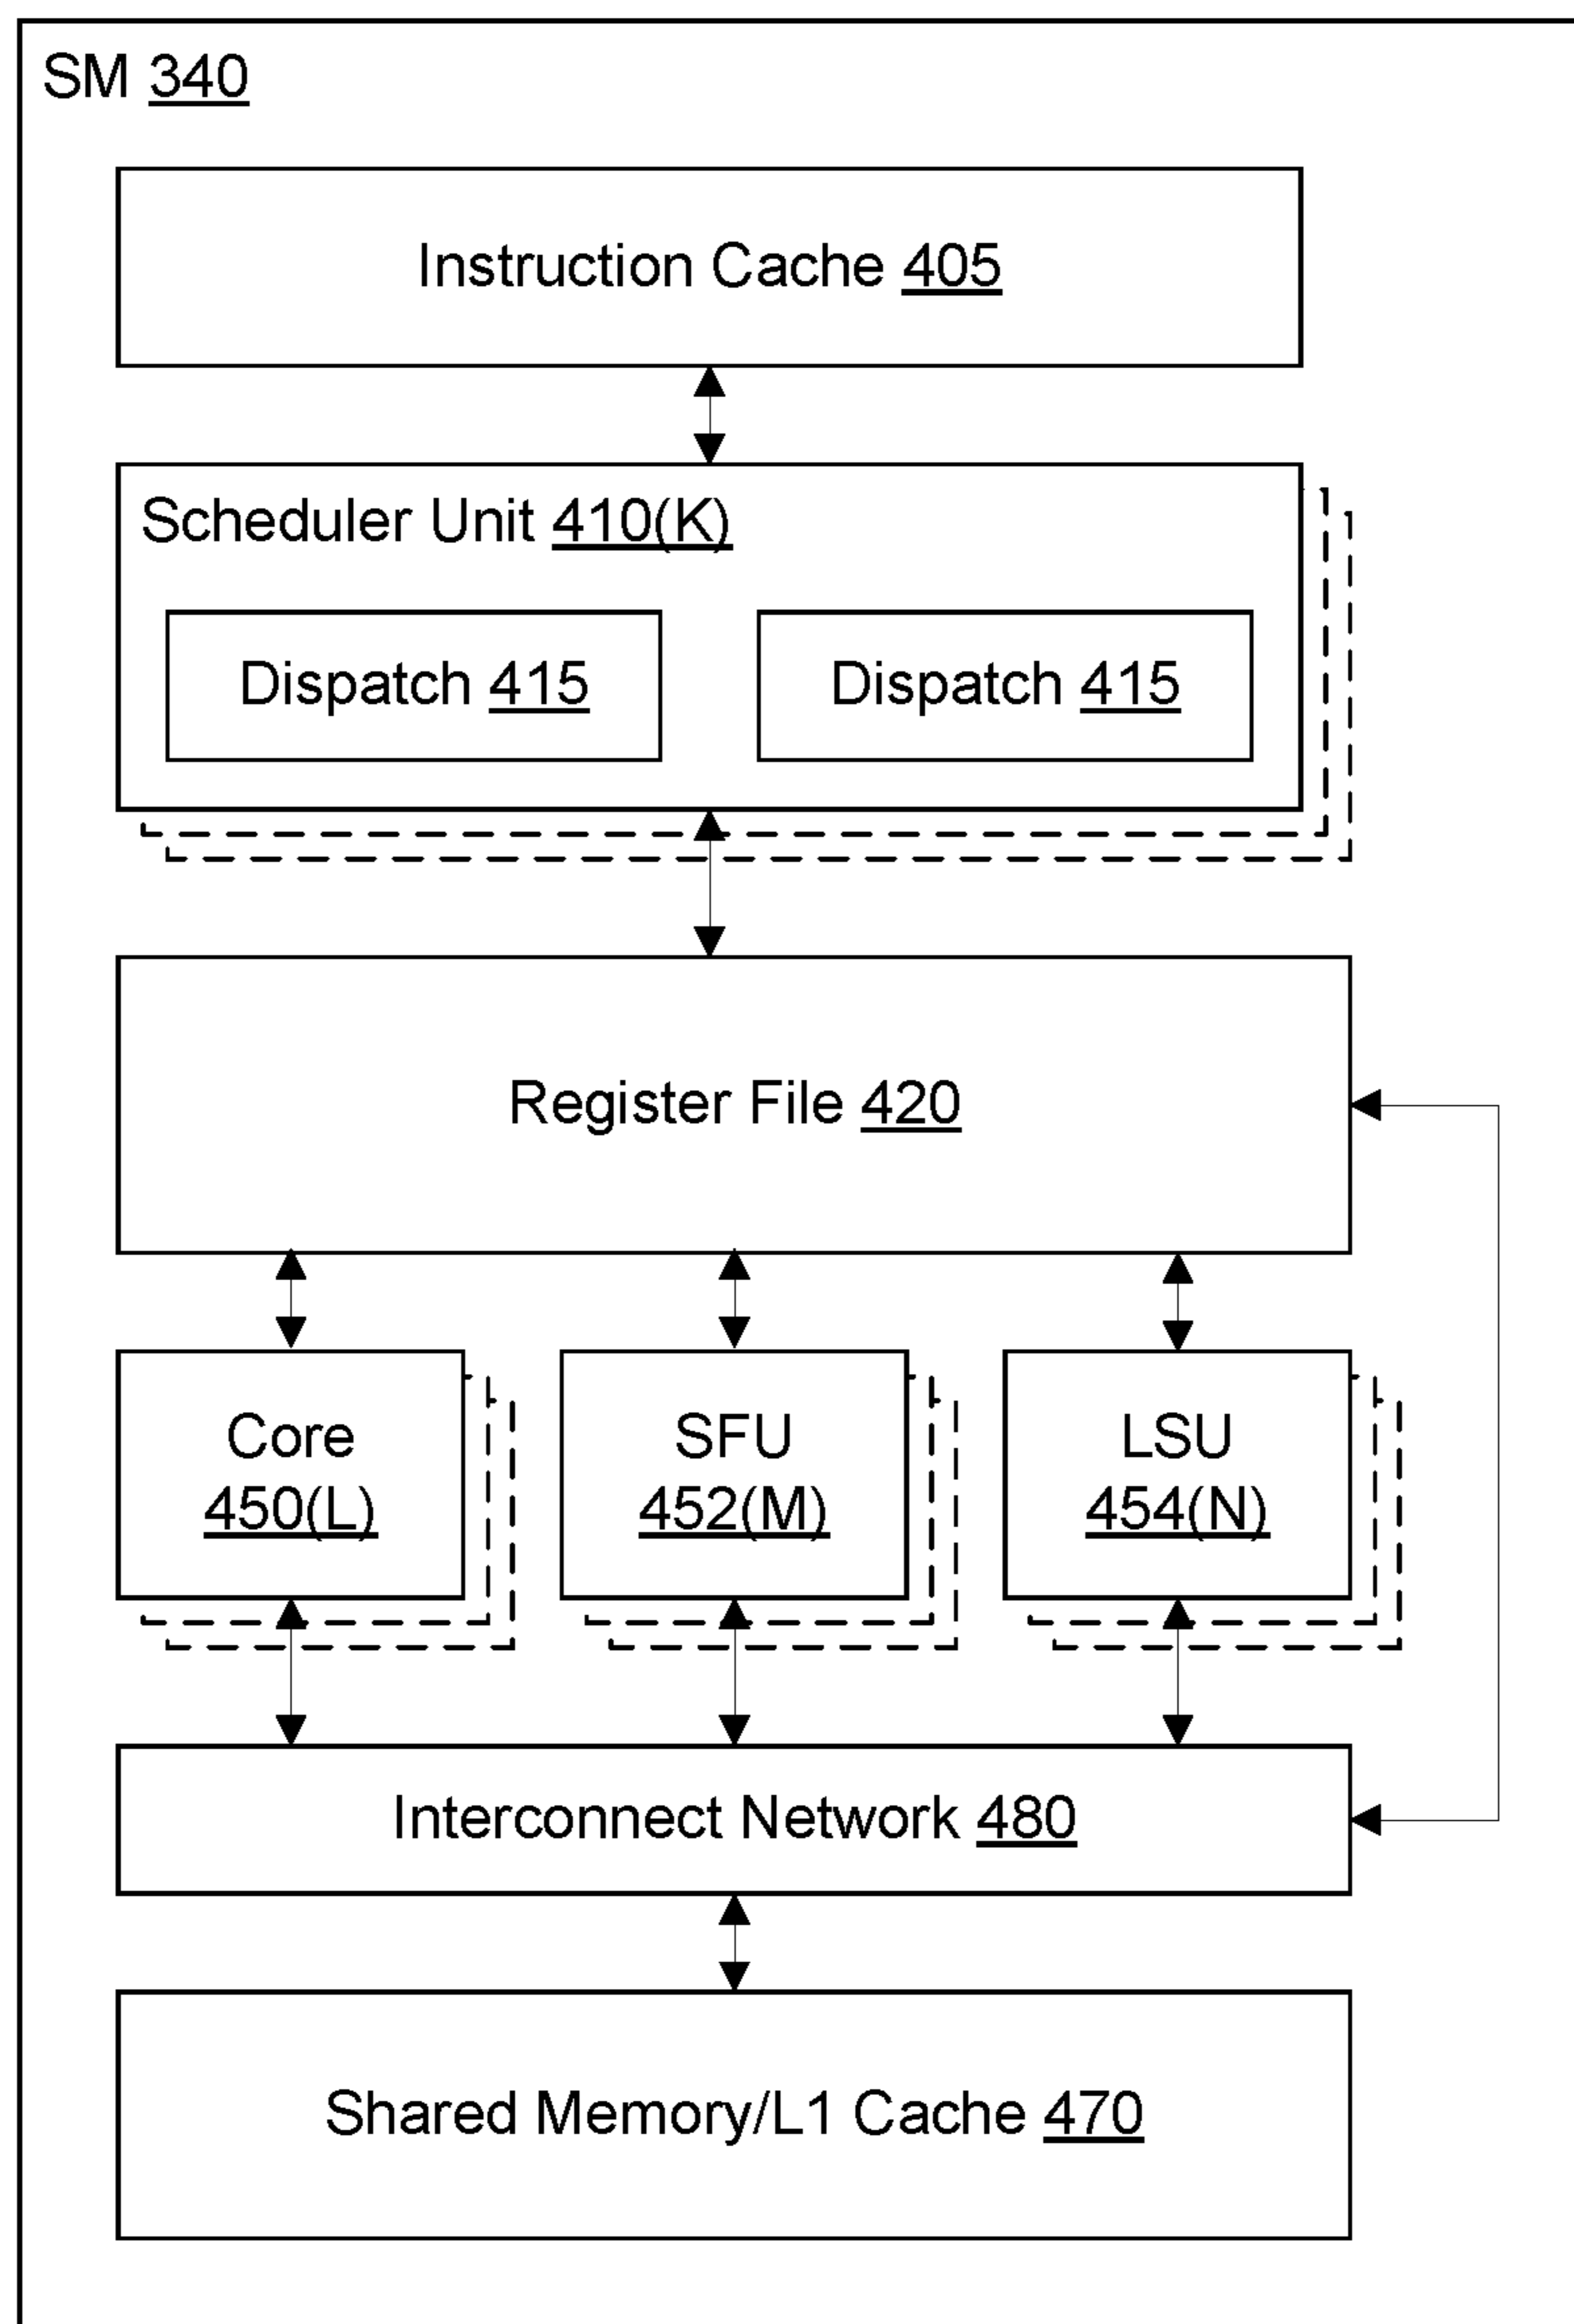 SM 340
Instruction Cache 405
Scheduler Unit 410(K)
Dispatch 415
Dispatch 415
Register File 420
Core
450(L)
SFU
452(M)
LSU
454(N)
Interconnect Network 480
Shared Memory/L1 Cache 470